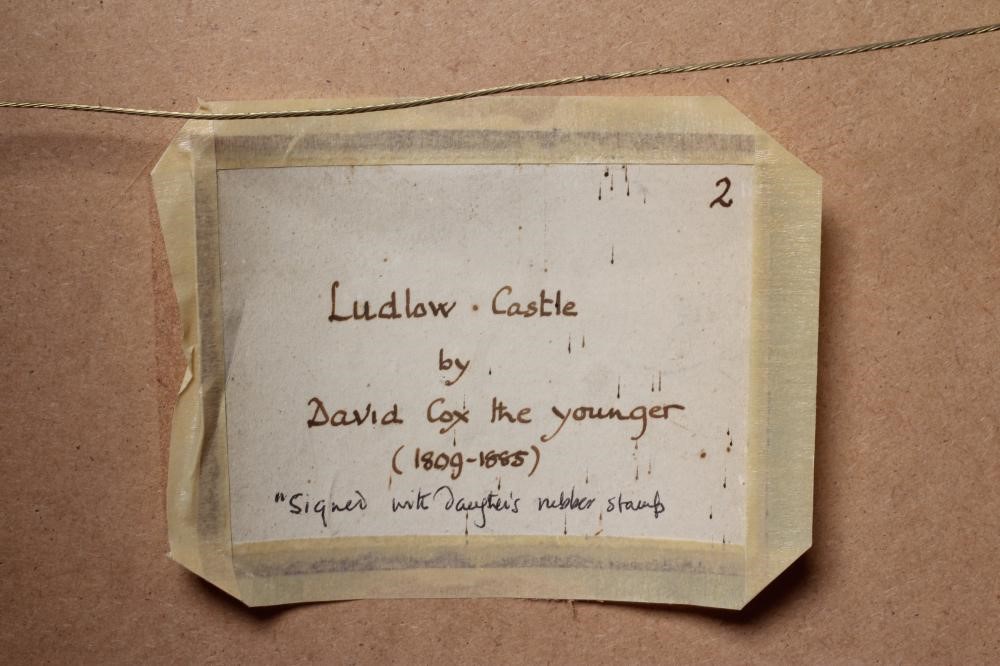 2
Ludlow · Castle
by
David Cox the younger
(1809-1885)
"Signed with Daughter's rubber stamp